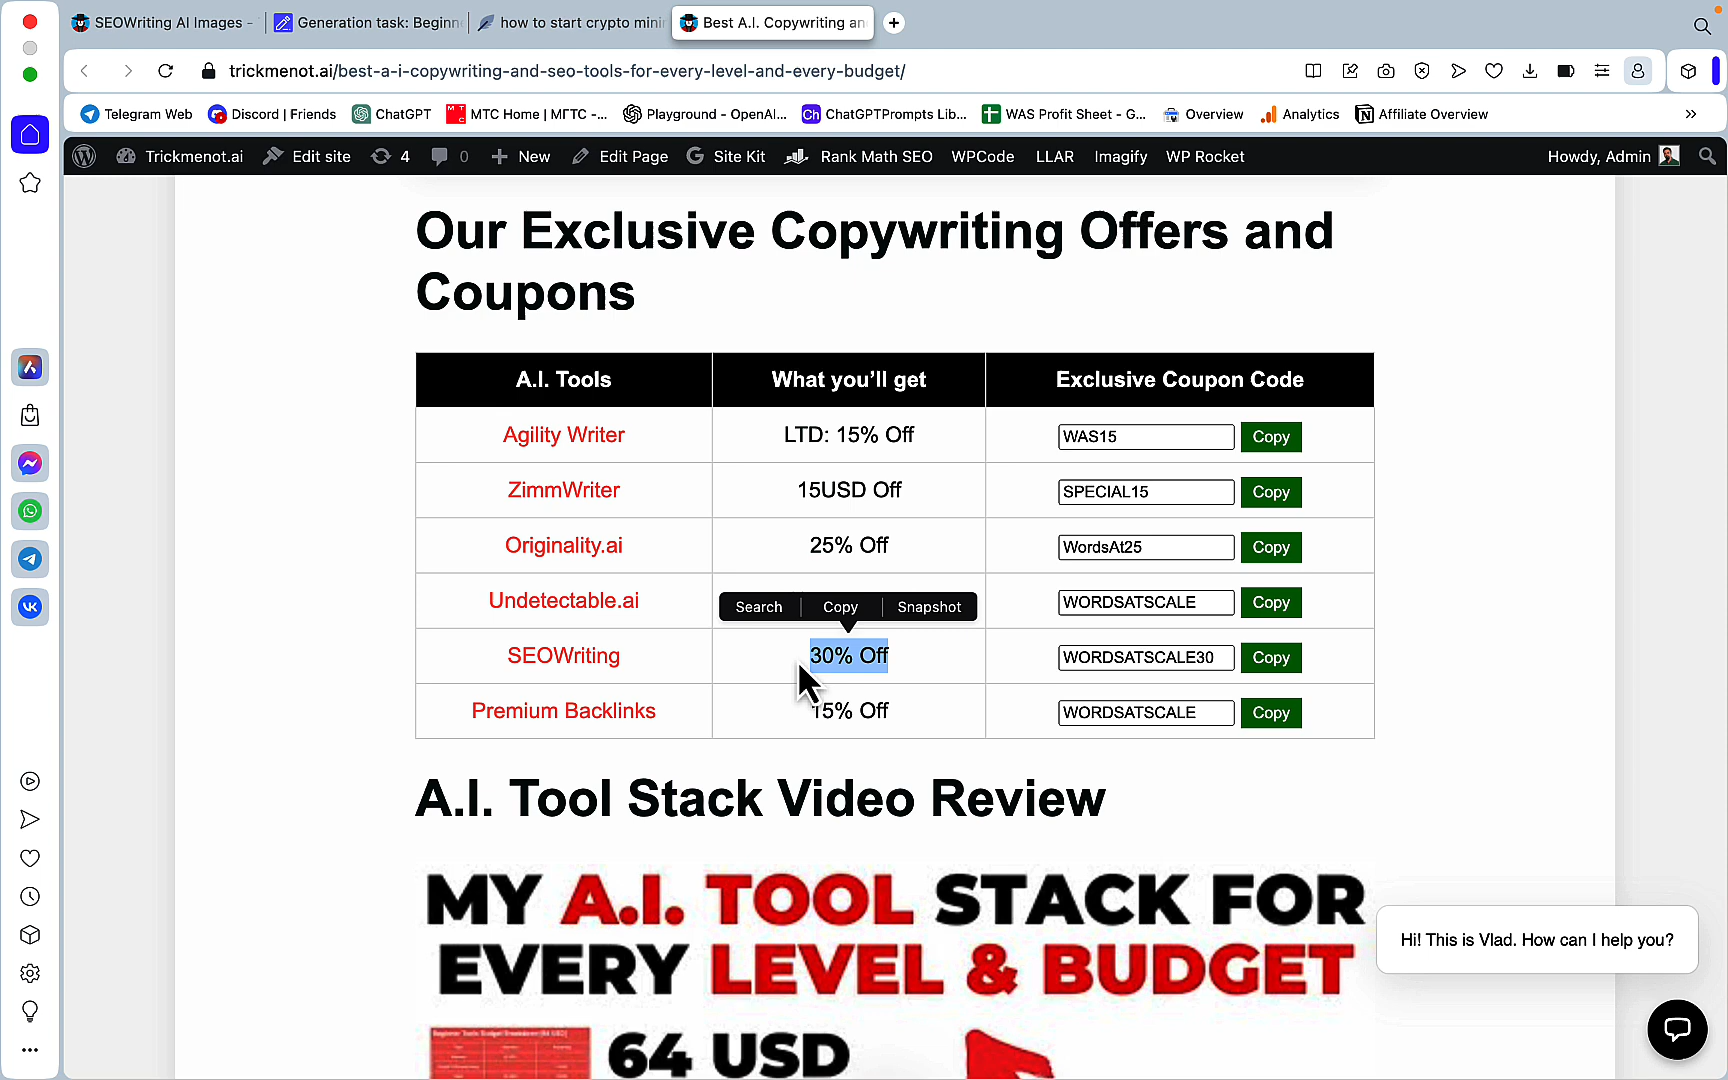 SEOWriting AI Images -
Generation task: Beginn
how to start crypto mini
Best A.I. Copywriting an
trickmenot.ai/best-a-i-copywriting-and-seo-tools-for-every-level-and-every-budget/
Telegram Web
Discord | Friends
ChatGPT
МТС Home | МГТС -...
Playground - OpenAI...
Ch
ChatGPTPrompts Lib...
WAS Profit Sheet - G...
Overview
Analytics
Affiliate Overview
Trickmenot.ai
Edit site
4
0
New
Edit Page
Site Kit
Rank Math SEO
WPCode
LLAR
Imagify
WP Rocket
Howdy, Admin
Our Exclusive Copywriting Offers and
Coupons
A.I. Tools What you’ll get Exclusive Coupon Code
Agility Writer LTD: 15% Off WAS15 Copy
ZimmWriter 15USD Off SPECIAL15 Copy
Originality.ai 25% Off WordsAt25 Copy
Undetectable.ai WORDSATSCALE Copy
Search Copy Snapshot
SEOWriting 30% Off WORDSATSCALE30 Copy
Premium Backlinks 15% Off WORDSATSCALE Copy
A.I. Tool Stack Video Review
MY A.I. TOOL STACK FOR
EVERY LEVEL & BUDGET
Hi! This is Vlad. How can I help you?
64 USD